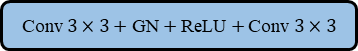 Conv 3 × 3 + GN + ReLU + Conv 3 × 3